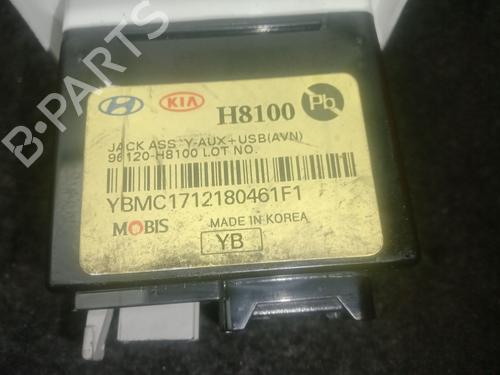 KIA H8100 Pb
JACK ASS Y-AUX+USB(AVN)
96120-H8100 LOT NO.
YBMC1712180461F1
MOBIS MADE IN KOREA
YB
B-PARTS